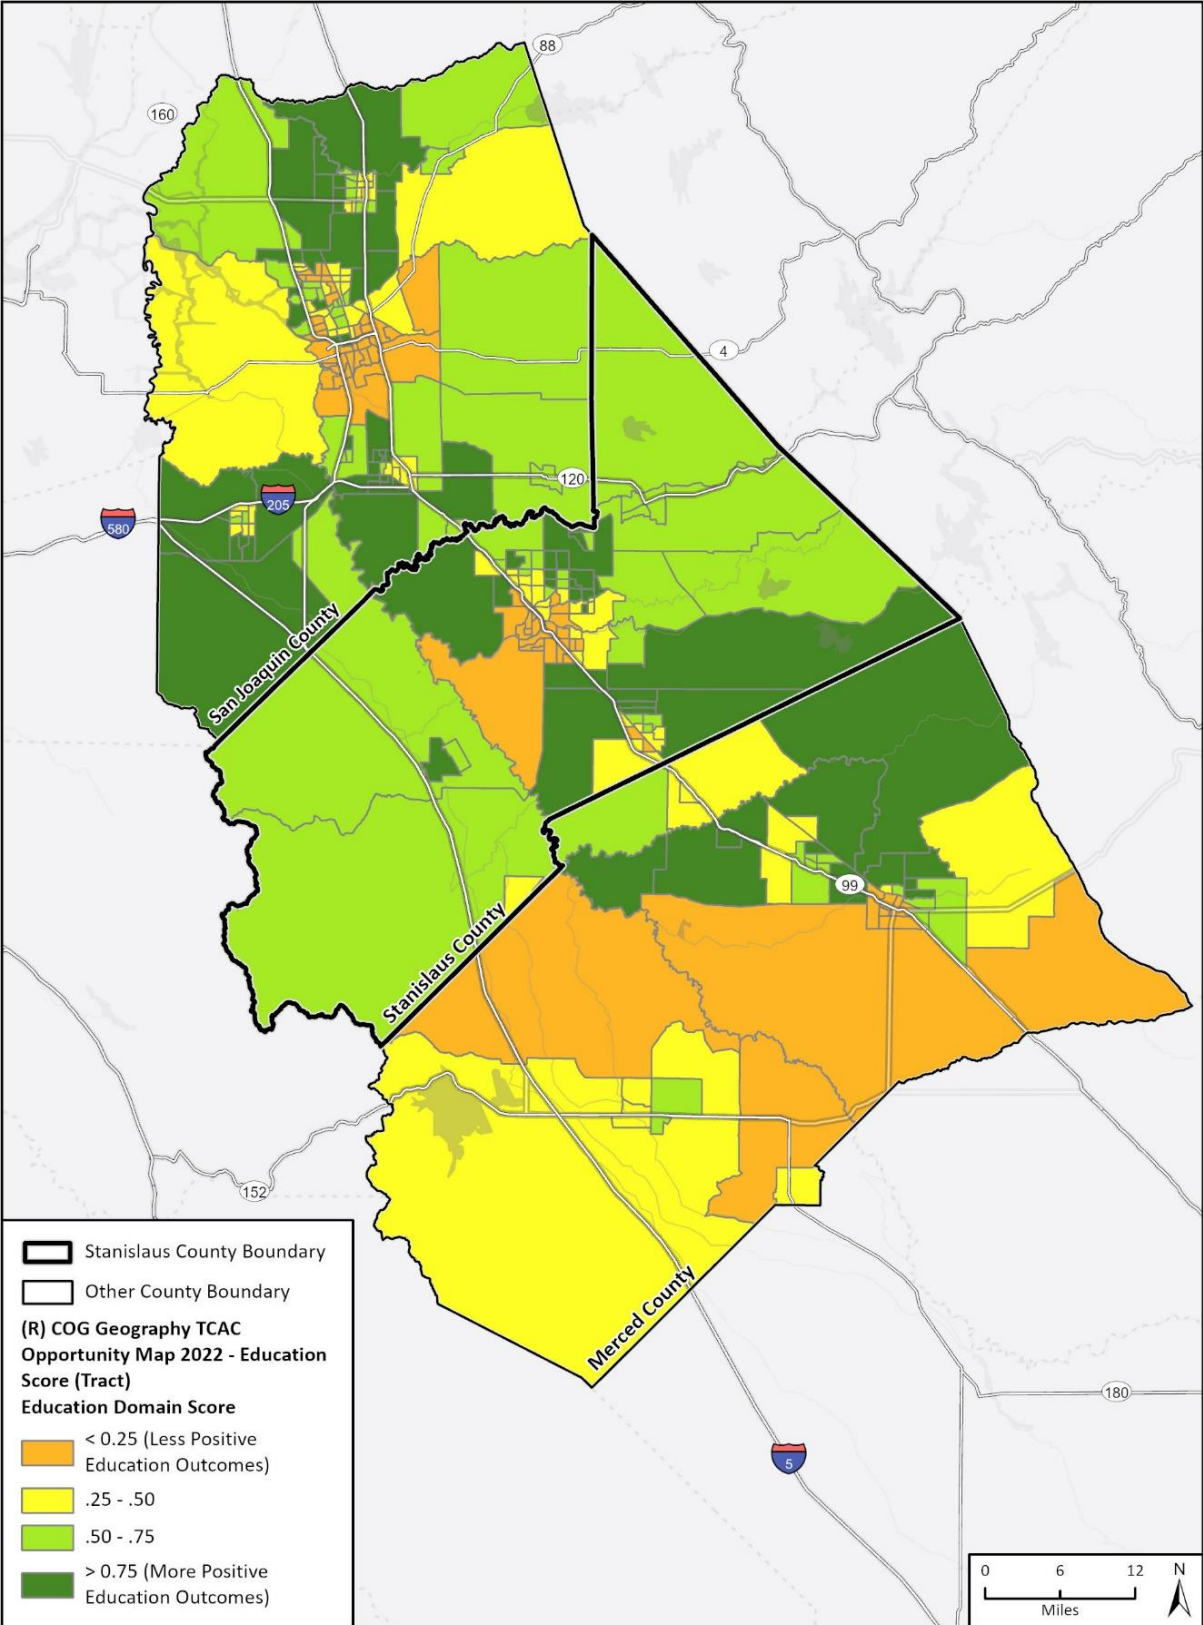 88
160
4
120
205
580
San Joaquin County
99
Stanislaus County
152
Merced County
180
5
Stanislaus County Boundary
Other County Boundary
(R) COG Geography TCAC
Opportunity Map 2022 - Education
Score (Tract)
Education Domain Score
< 0.25 (Less Positive
Education Outcomes)
.25 - .50
.50 - .75
> 0.75 (More Positive
Education Outcomes)
0 6 12
Miles
N